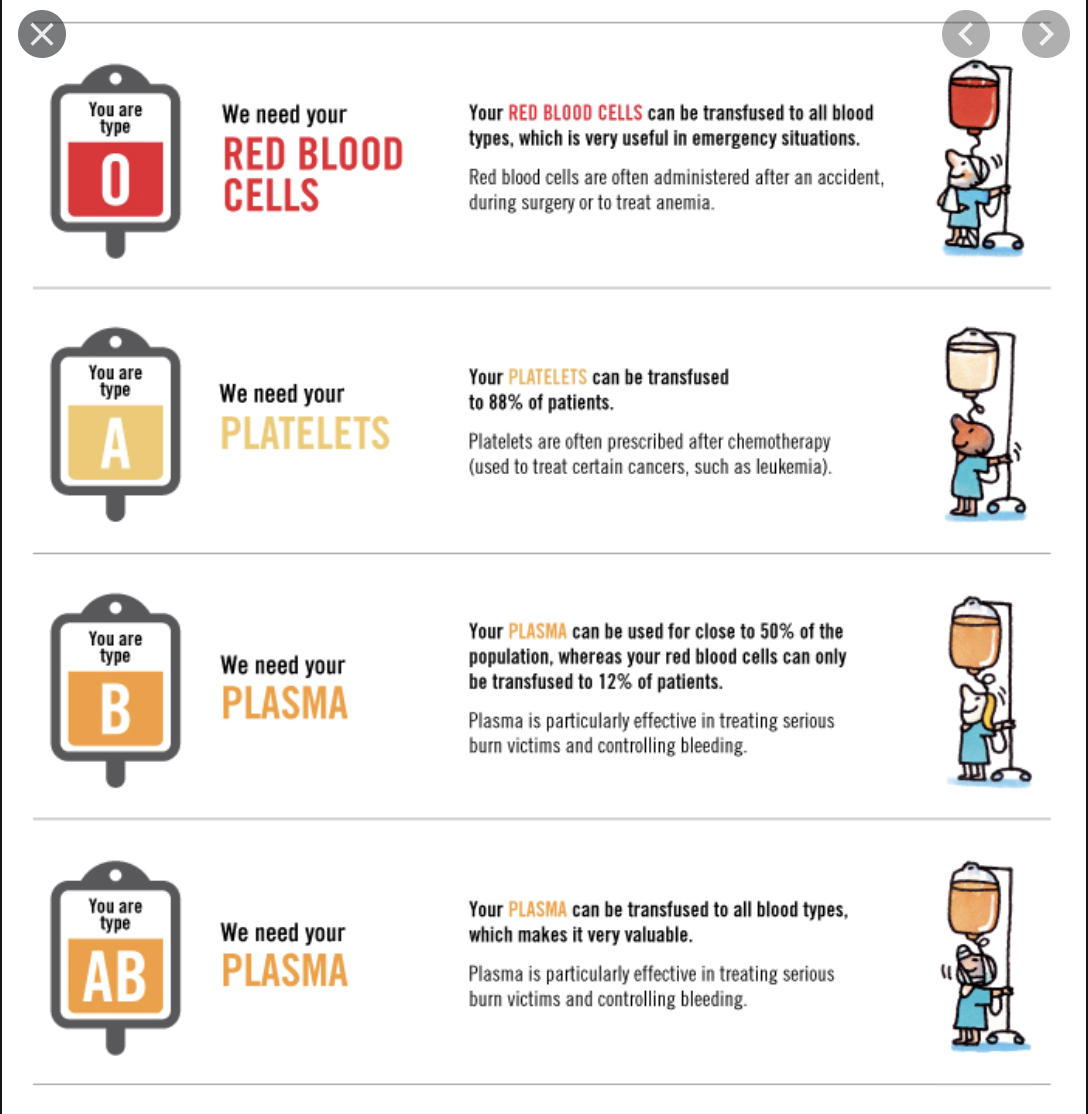 You are
type
O
We need your
RED BLOOD
CELLS
Your RED BLOOD CELLS can be transfused to all blood
types, which is very useful in emergency situations.
Red blood cells are often administered after an accident,
during surgery or to treat anemia.
You are
type
A
We need your
PLATELETS
Your PLATELETS can be transfused
to 88% of patients.
Platelets are often prescribed after chemotherapy
(used to treat certain cancers, such as leukemia).
You are
type
B
We need your
PLASMA
Your PLASMA can be used for close to 50% of the
population, whereas your red blood cells can only
be transfused to 12% of patients.
Plasma is particularly effective in treating serious
burn victims and controlling bleeding.
You are
type
AB
We need your
PLASMA
Your PLASMA can be transfused to all blood types,
which makes it very valuable.
Plasma is particularly effective in treating serious
burn victims and controlling bleeding.